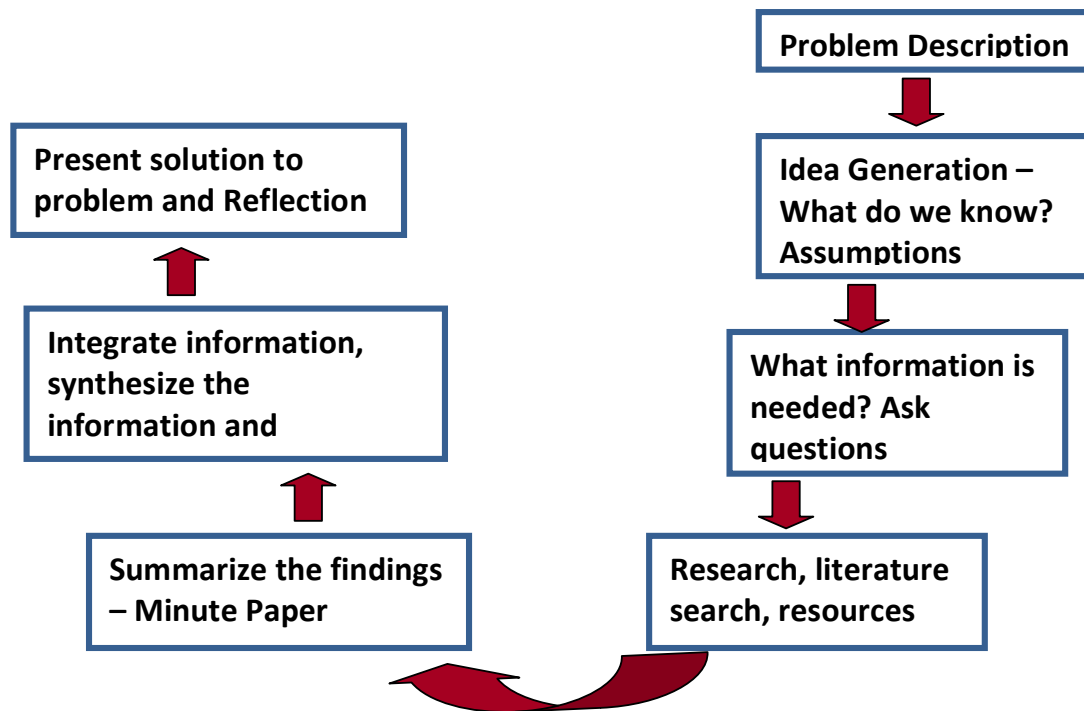 Problem Description
Idea Generation –
What do we know?
Assumptions
What information is
needed? Ask
questions
Research, literature
search, resources
Summarize the findings
– Minute Paper
Integrate information,
synthesize the
information and
Present solution to
problem and Reflection